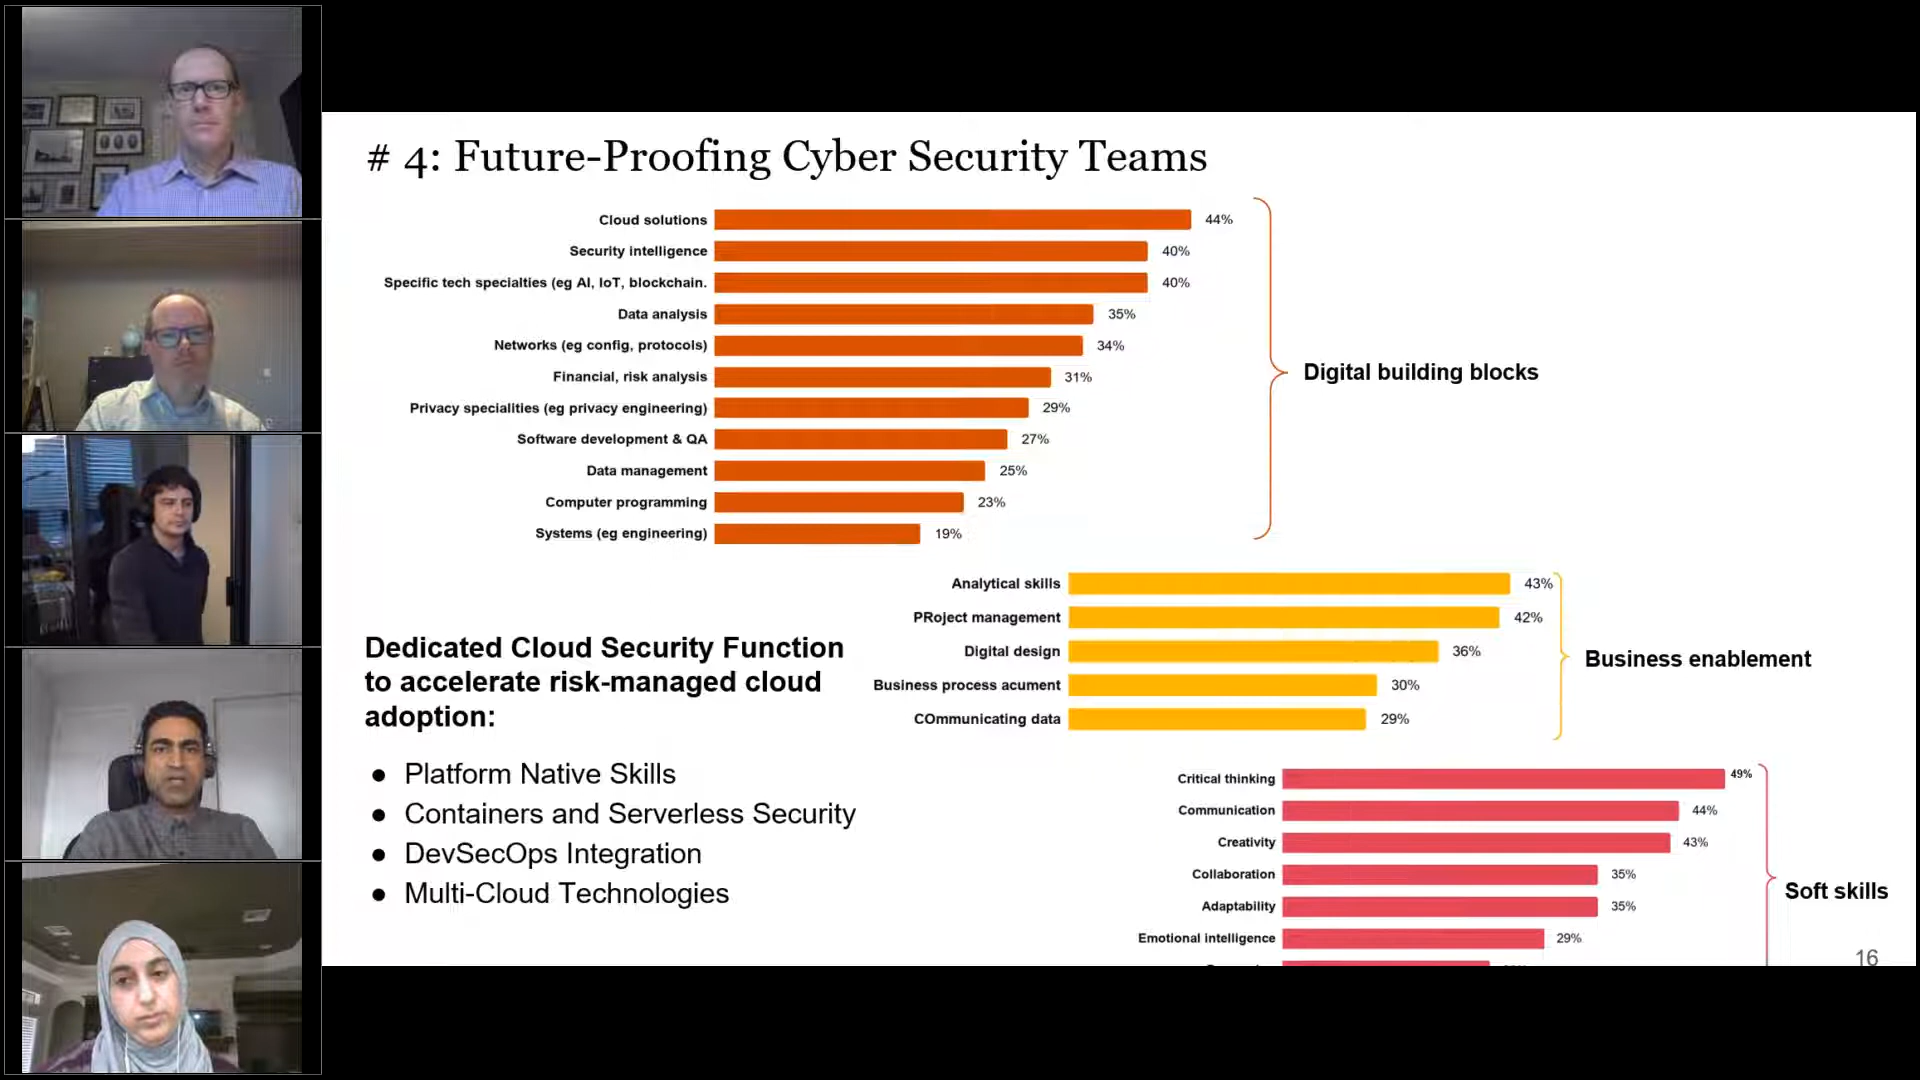 # 4: Future-Proofing Cyber Security Teams
Cloud solutions 44%
Security intelligence 40%
Specific tech specialties (eg AI, IoT, blockchain. 40%
Data analysis 35%
Networks (eg config, protocols) 34%
Financial, risk analysis 31%
Privacy specialities (eg privacy engineering) 29%
Software development & QA 27%
Data management 25%
Computer programming 23%
Systems (eg engineering) 19%
Digital building blocks
Analytical skills 43%
PRoject management 42%
Digital design 36%
Business process acument 30%
COmmunicating data 29%
Business enablement
Dedicated Cloud Security Function
to accelerate risk-managed cloud
adoption:
● Platform Native Skills
● Containers and Serverless Security
● DevSecOps Integration
● Multi-Cloud Technologies
Critical thinking 49%
Communication 44%
Creativity 43%
Collaboration 35%
Adaptability 35%
Emotional intelligence 29%
Soft skills
16